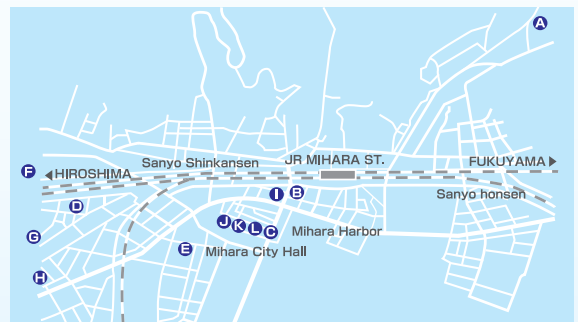 A
Sanyo Shinkansen
JR MIHARA ST.
FUKUYAMA▶
F
◀HIROSHIMA
I
B
Sanyo honsen
D
J
K
L
C
Mihara Harbor
G
E
Mihara City Hall
H